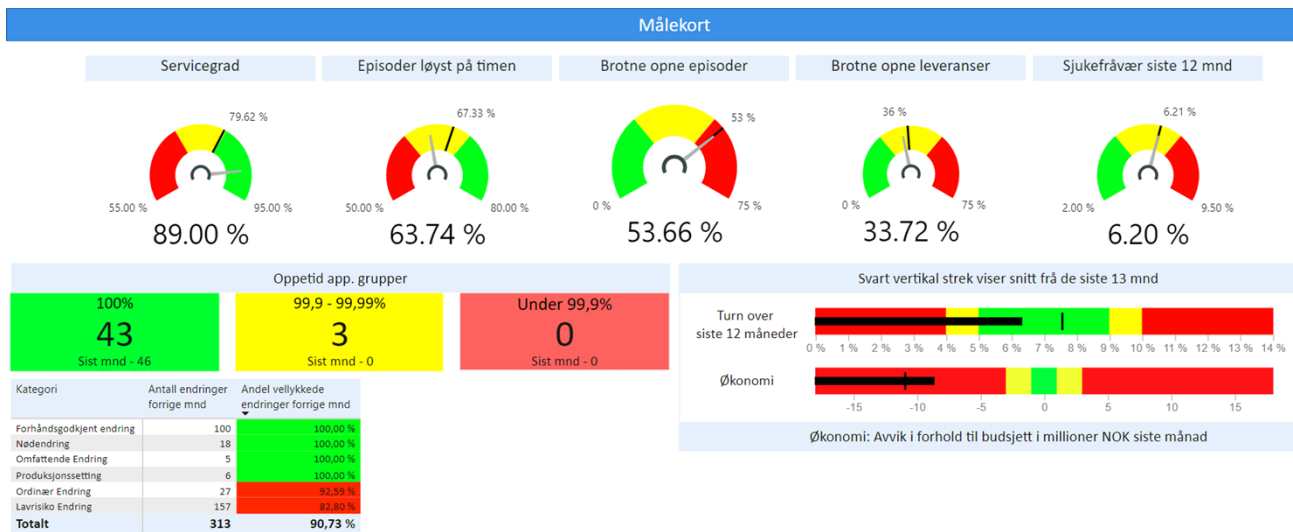 Målekort
Servicegrad
Episoder løyst på timen
Brotne opne episoder
Brotne opne leveranser
Sjukefråvær siste 12 mnd
79.62 %
55.00 %
95.00 %
89.00 %
67.33 %
50.00 %
80.00 %
63.74 %
53 %
0 %
75 %
53.66 %
36 %
0 %
75 %
33.72 %
6.21 %
2.00 %
9.50 %
6.20 %
Oppetid app. grupper
100%
43
Sist mnd - 46
99,9 - 99,99%
3
Sist mnd - 0
Under 99,9%
0
Sist mnd - 0
Svart vertikal strek viser snitt frå de siste 13 mnd
Turn over
siste 12 måneder
0 % 1 % 2 % 3 % 4 % 5 % 6 % 7 % 8 % 9 % 10 % 11 % 12 % 13 % 14 %
Økonomi
-15 -10 -5 0 5 10 15
Økonomi: Avvik i forhold til budsjett i millioner NOK siste månad
Kategori
Antall endringer
forrige mnd
Andel vellykkede
endringer forrige mnd
Forhåndsgodkjent endring 100 100,00 %
Nødendring 18 100,00 %
Omfattende Endring 5 100,00 %
Produksjonssetting 6 100,00 %
Ordinær Endring 27 92,59 %
Lavrisiko Endring 157 82,80 %
Totalt 313 90,73 %